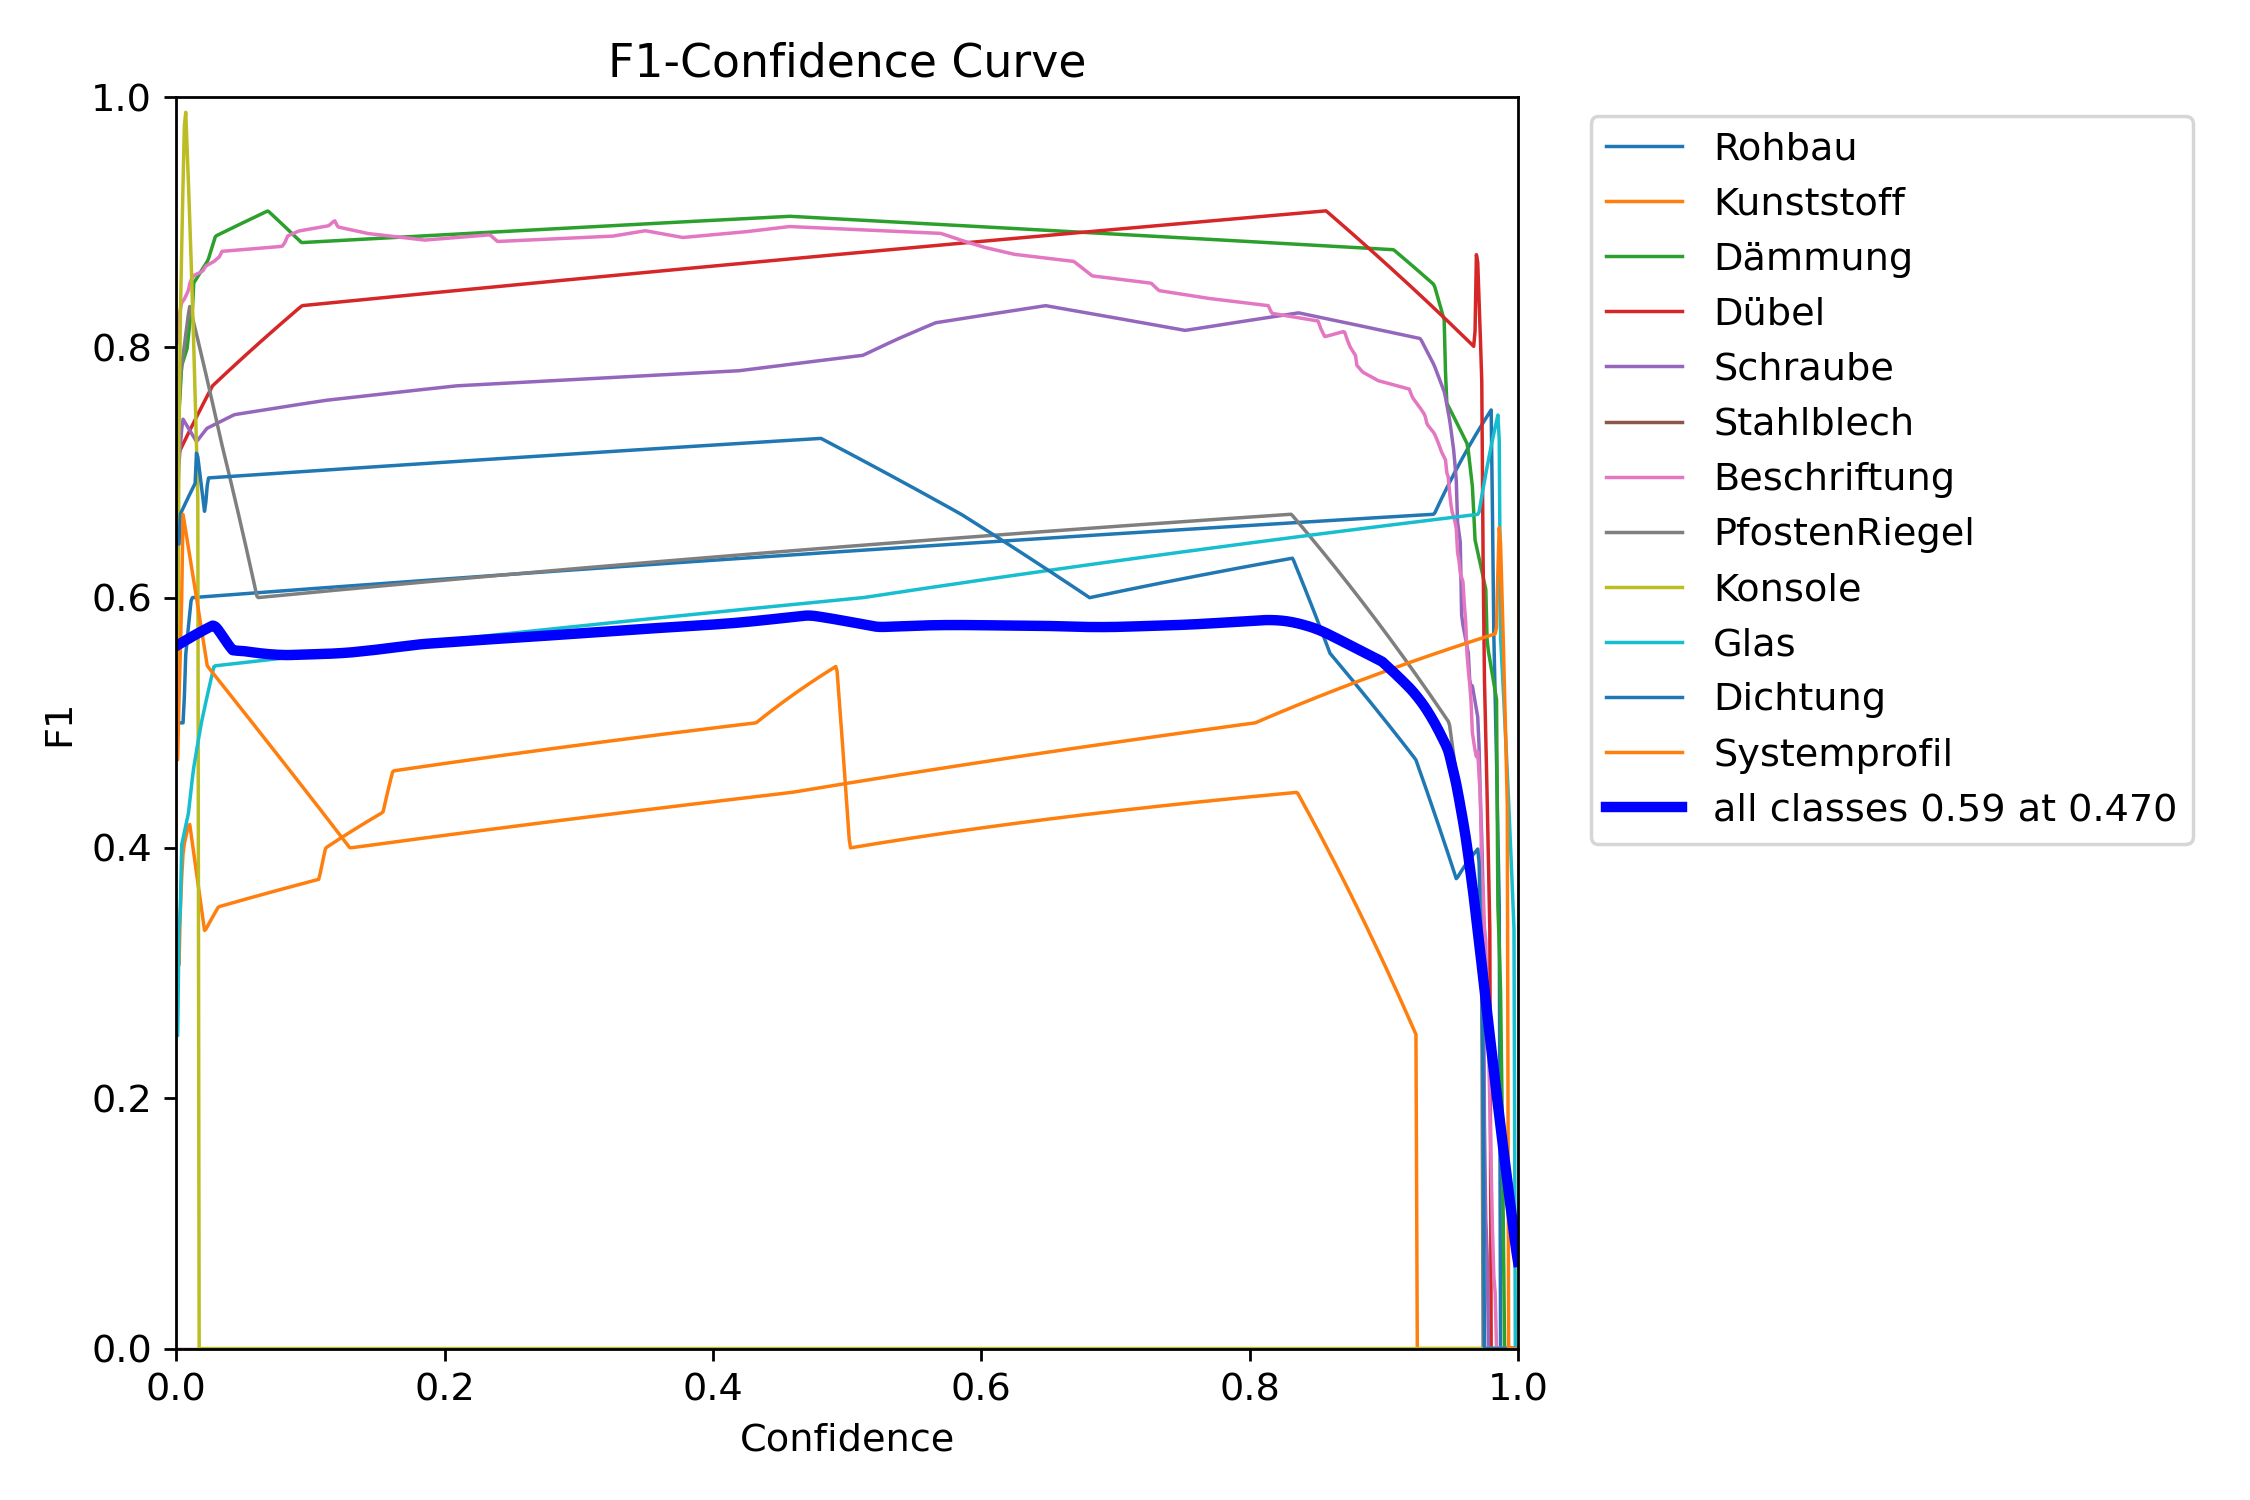 F1-Confidence Curve
1.0
0.8
0.6
0.4
0.2
0.0
F1
0.0 0.2 0.4 0.6 0.8 1.0
Confidence
Rohbau
Kunststoff
Dämmung
Dübel
Schraube
Stahlblech
Beschriftung
PfostenRiegel
Konsole
Glas
Dichtung
Systemprofil
all classes 0.59 at 0.470